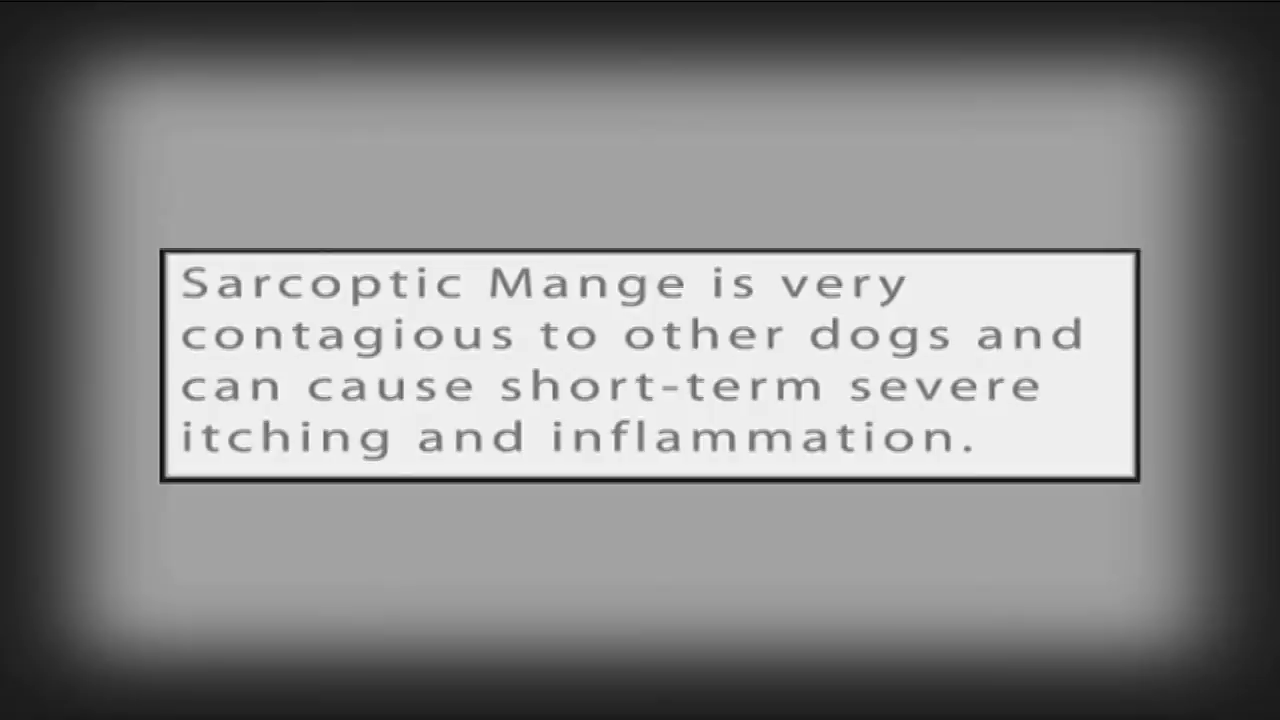 Sarcoptic Mange is very
contagious to other dogs and
can cause short-term severe
itching and inflammation.